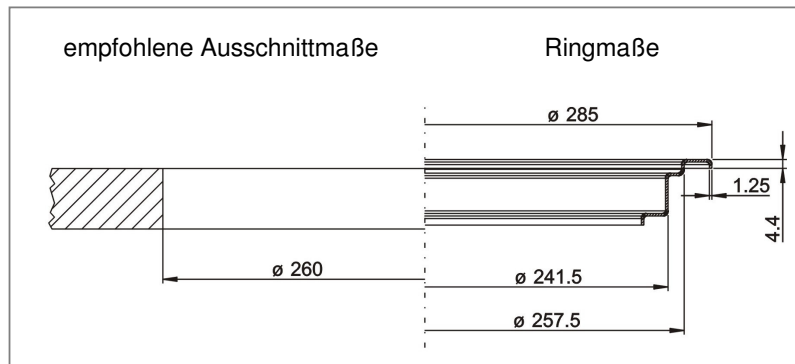 empfohlene Ausschnittmaße
Ringmaße
ø 285
1.25
4.4
ø 260
ø 241.5
ø 257.5